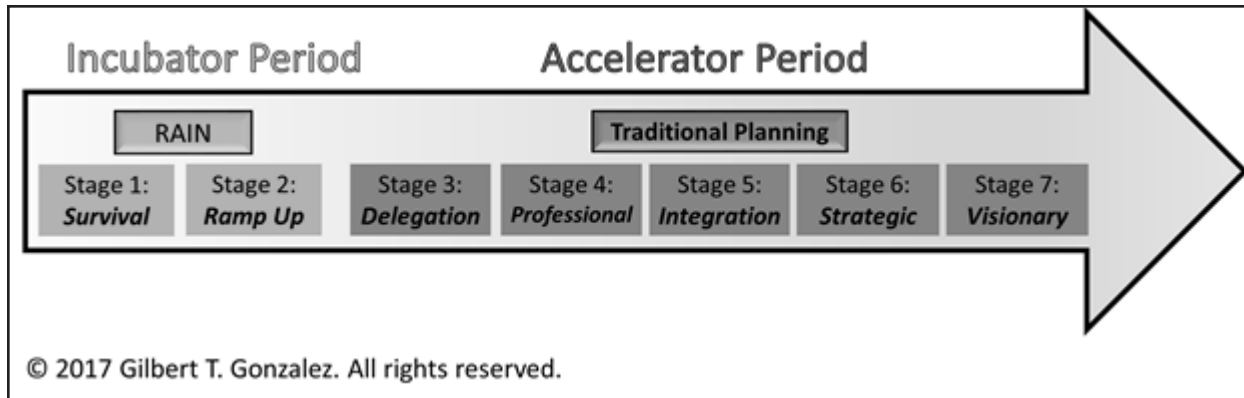 Incubator Period
Accelerator Period
RAIN
Traditional Planning
Stage 1:
Survival
Stage 2:
Ramp Up
Stage 3:
Delegation
Stage 4:
Professional
Stage 5:
Integration
Stage 6:
Strategic
Stage 7:
Visionary
© 2017 Gilbert T. Gonzalez. All rights reserved.